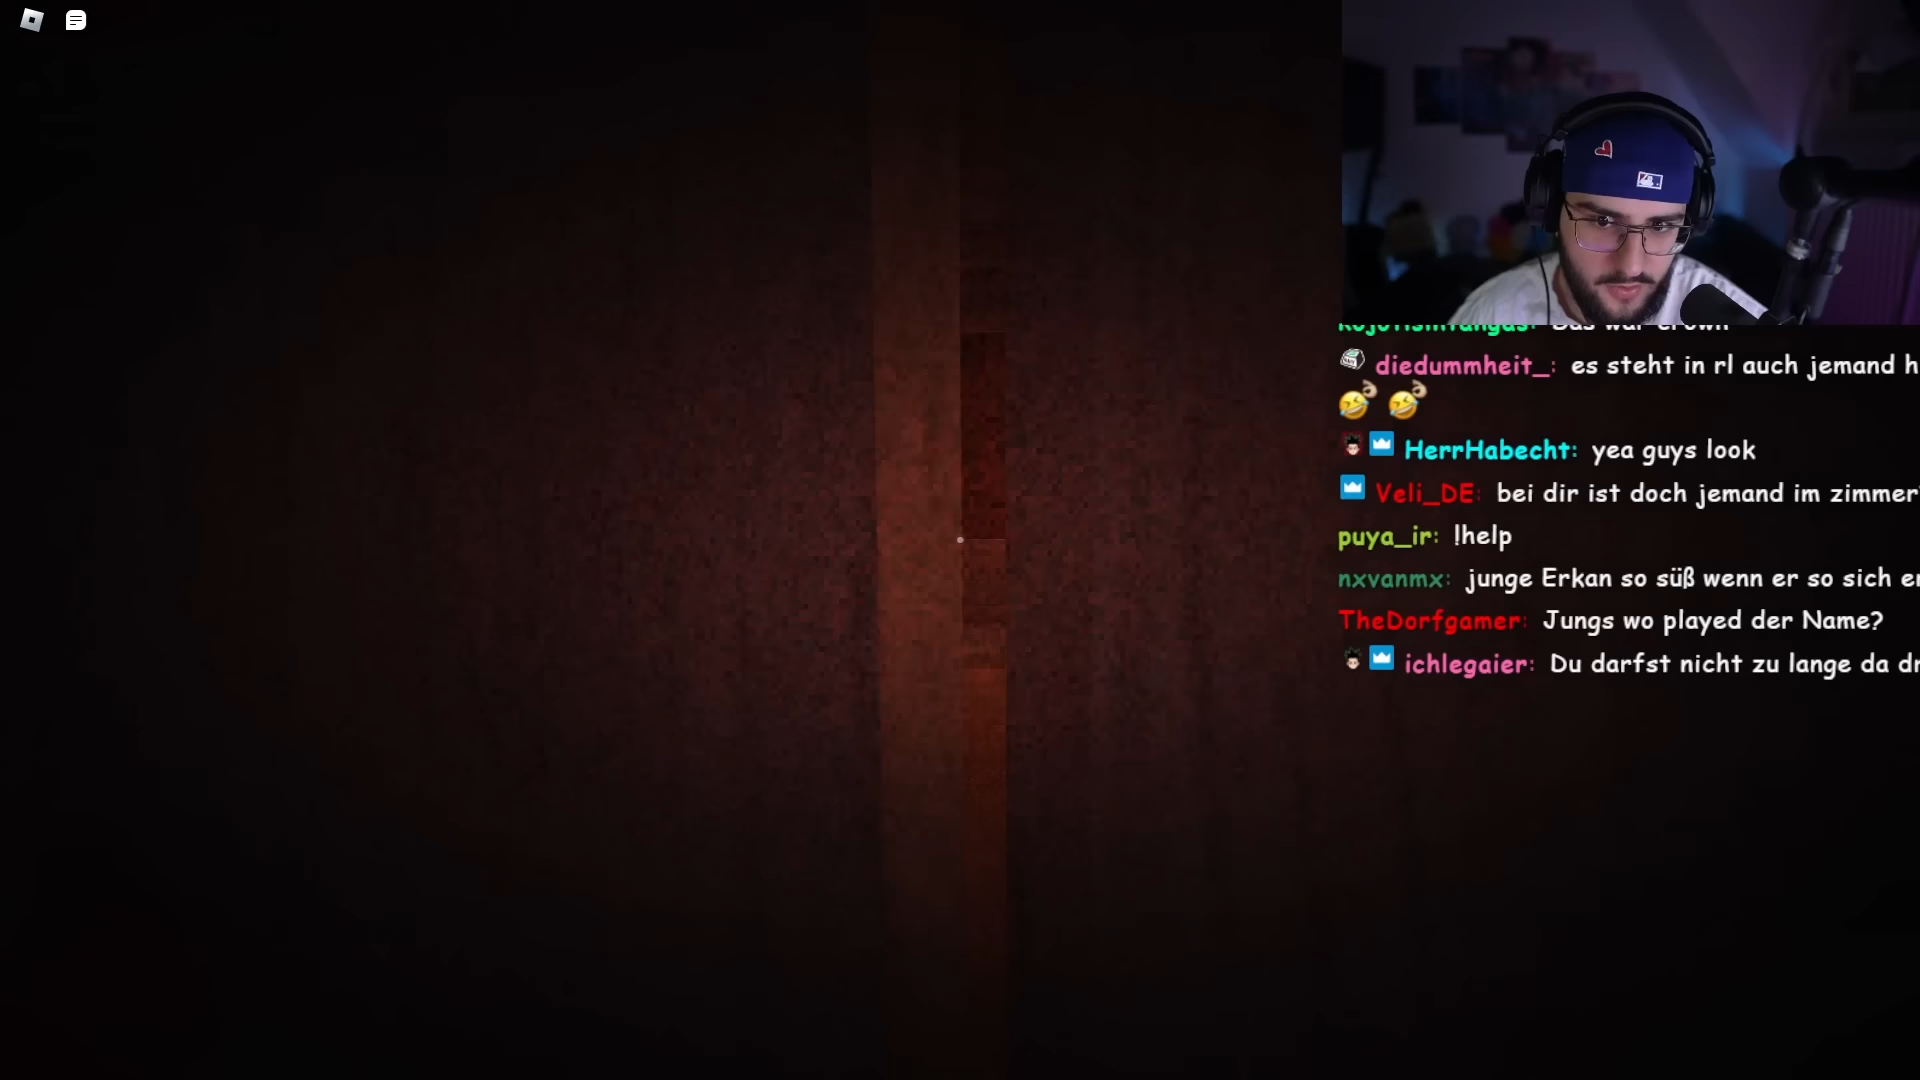 diedummheit_: es steht in rl auch jemand h
HerrHabecht: yea guys look
Veli_DE: bei dir ist doch jemand im zimmer
puya_ir: !help
nxvanmx: junge Erkan so süß wenn er so sich er
TheDorfgamer: Jungs wo played der Name?
ichlegaier: Du darfst nicht zu lange da dr